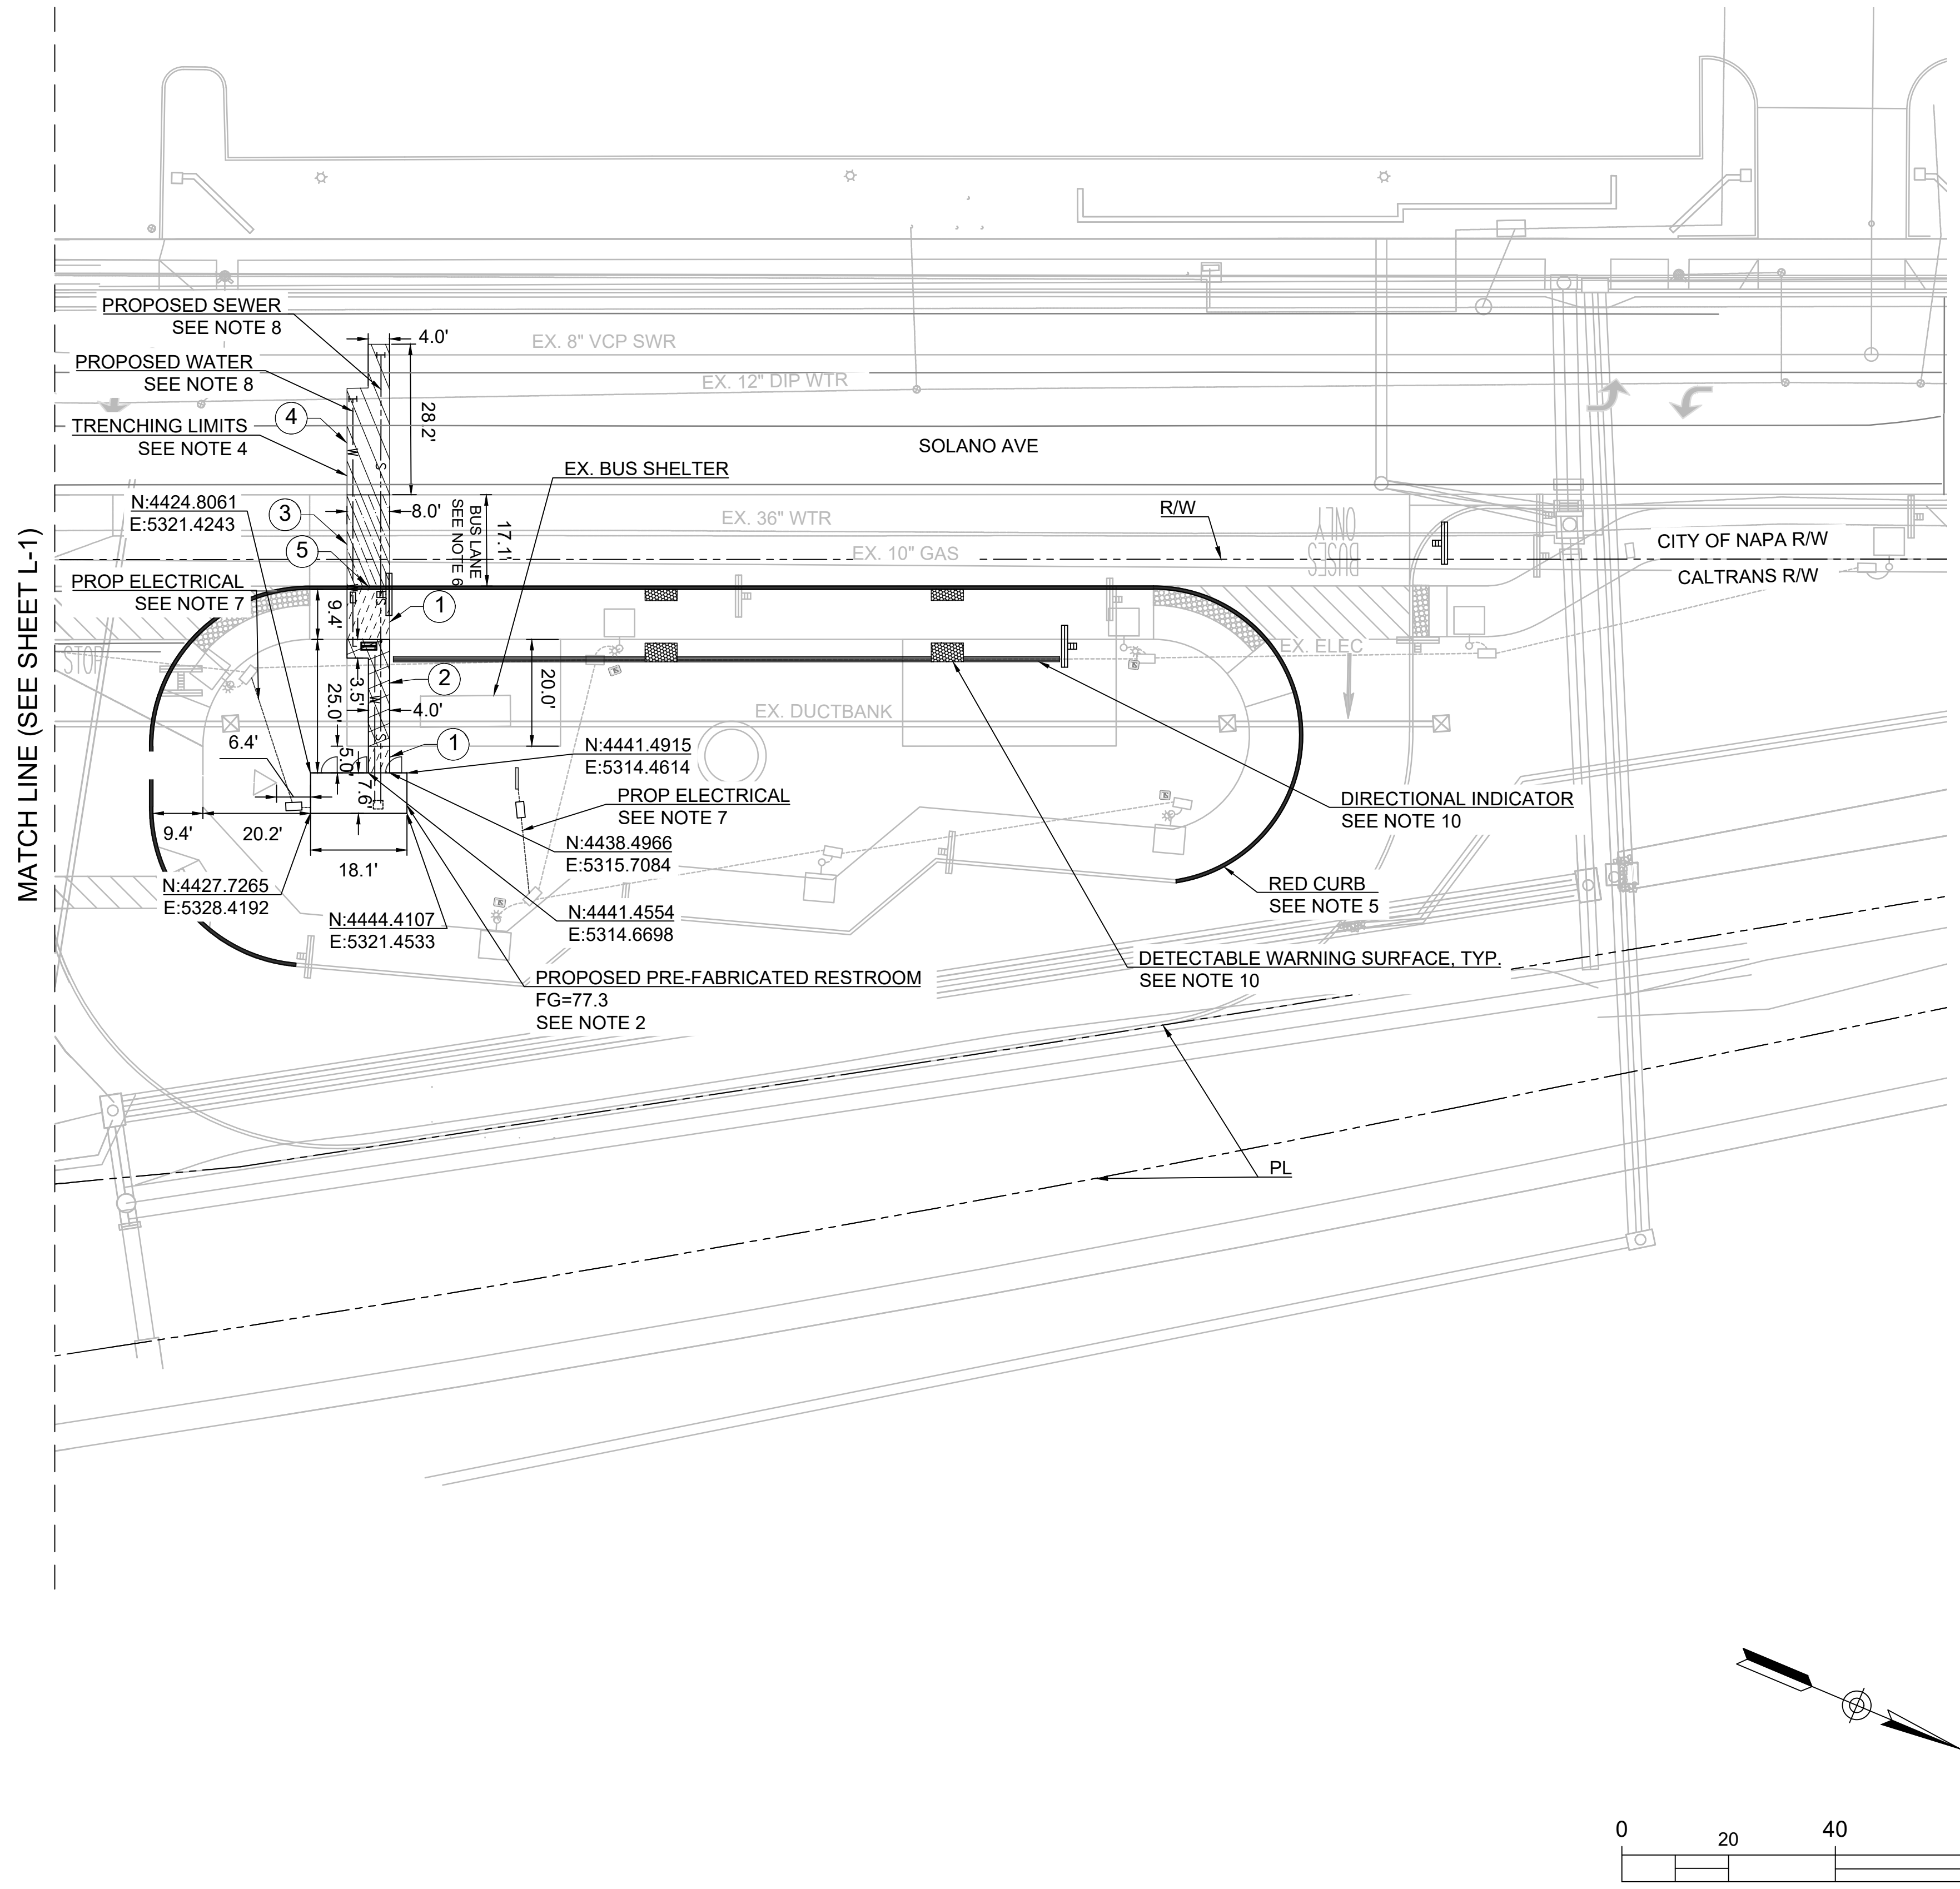 PROPOSED SEWER
SEE NOTE 8
4.0'
EX. 8" VCP SWR
PROPOSED WATER
SEE NOTE 8
EX. 12" DIP WTR
28.2'
4
TRENCHING LIMITS
SEE NOTE 4
W
S
SOLANO AVE
EX. BUS SHELTER
N:4424.8061
E:5321.4243
3
8.0'
BUS LANE
SEE NOTE 6
17.1'
EX. 36" WTR
R/W
ONLY
BUSES
5
EX. 10" GAS
CITY OF NAPA R/W
CALTRANS R/W
PROP ELECTRICAL
SEE NOTE 7
9.4'
1
STOP
EX. ELEC
MATCH LINE (SEE SHEET L-1)
25.0'
3.5'
2
20.0'
W
4.0'
EX. DUCTBANK
S
1
6.4'
5.0'
7.6'
N:4441.4915
E:5314.4614
PROP ELECTRICAL
SEE NOTE 7
DIRECTIONAL INDICATOR
SEE NOTE 10
9.4'
20.2'
18.1'
N:4438.4966
E:5315.7084
N:4427.7265
E:5328.4192
RED CURB
SEE NOTE 5
N:4444.4107
E:5321.4533
N:4441.4554
E:5314.6698
DETECTABLE WARNING SURFACE, TYP.
SEE NOTE 10
PROPOSED PRE-FABRICATED RESTROOM
FG=77.3
SEE NOTE 2
PL
0
20
40